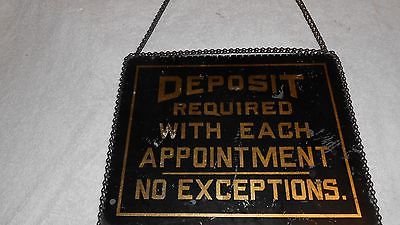 DEPOSIT
REQUIRED
WITH EACH
APPOINTMENT
NO EXCEPTIONS.